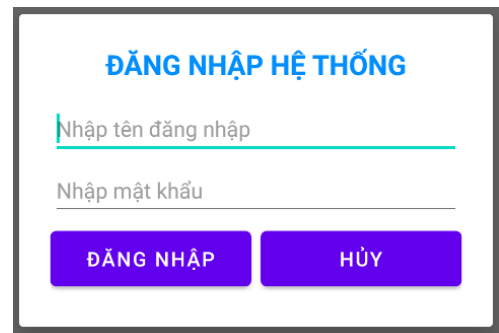 ĐĂNG NHẬP HỆ THỐNG
Nhập tên đăng nhập
Nhập mật khẩu
ĐĂNG NHẬP HỦY